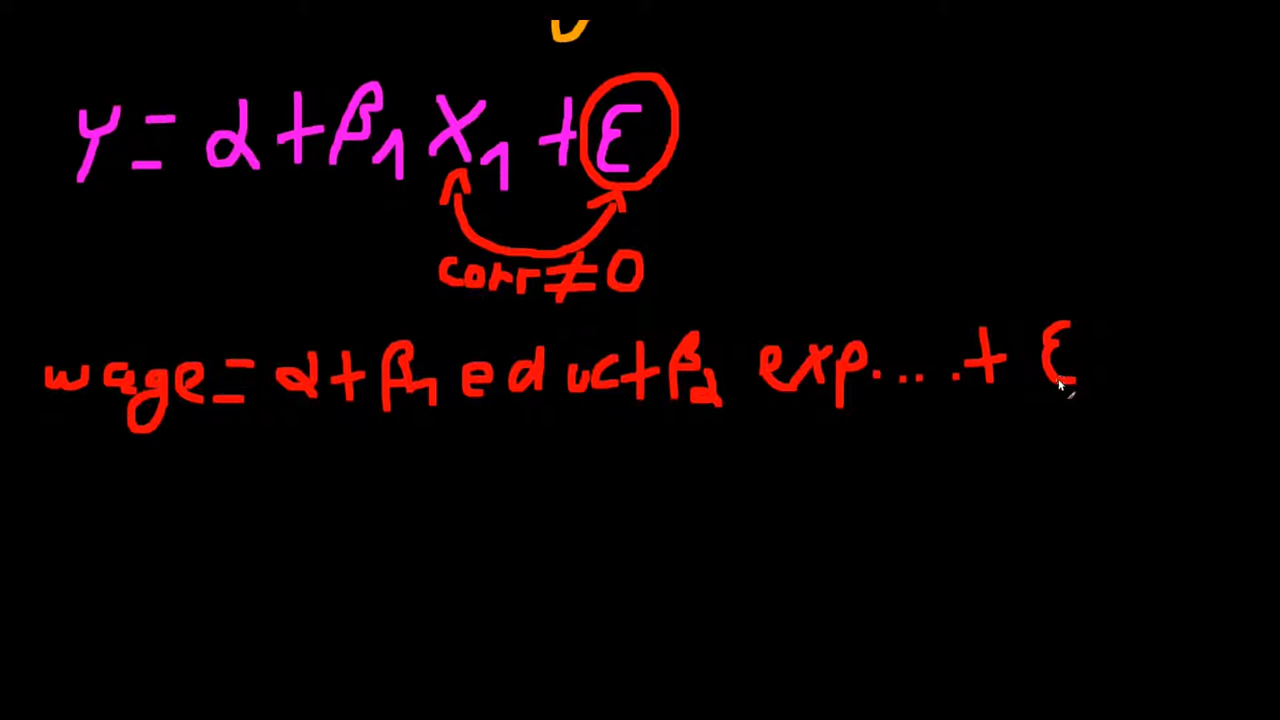 y = α + β₁ x₁ + ε
corr ≠ 0
wage = α + β₁ educ + β₂ exp..... + ε